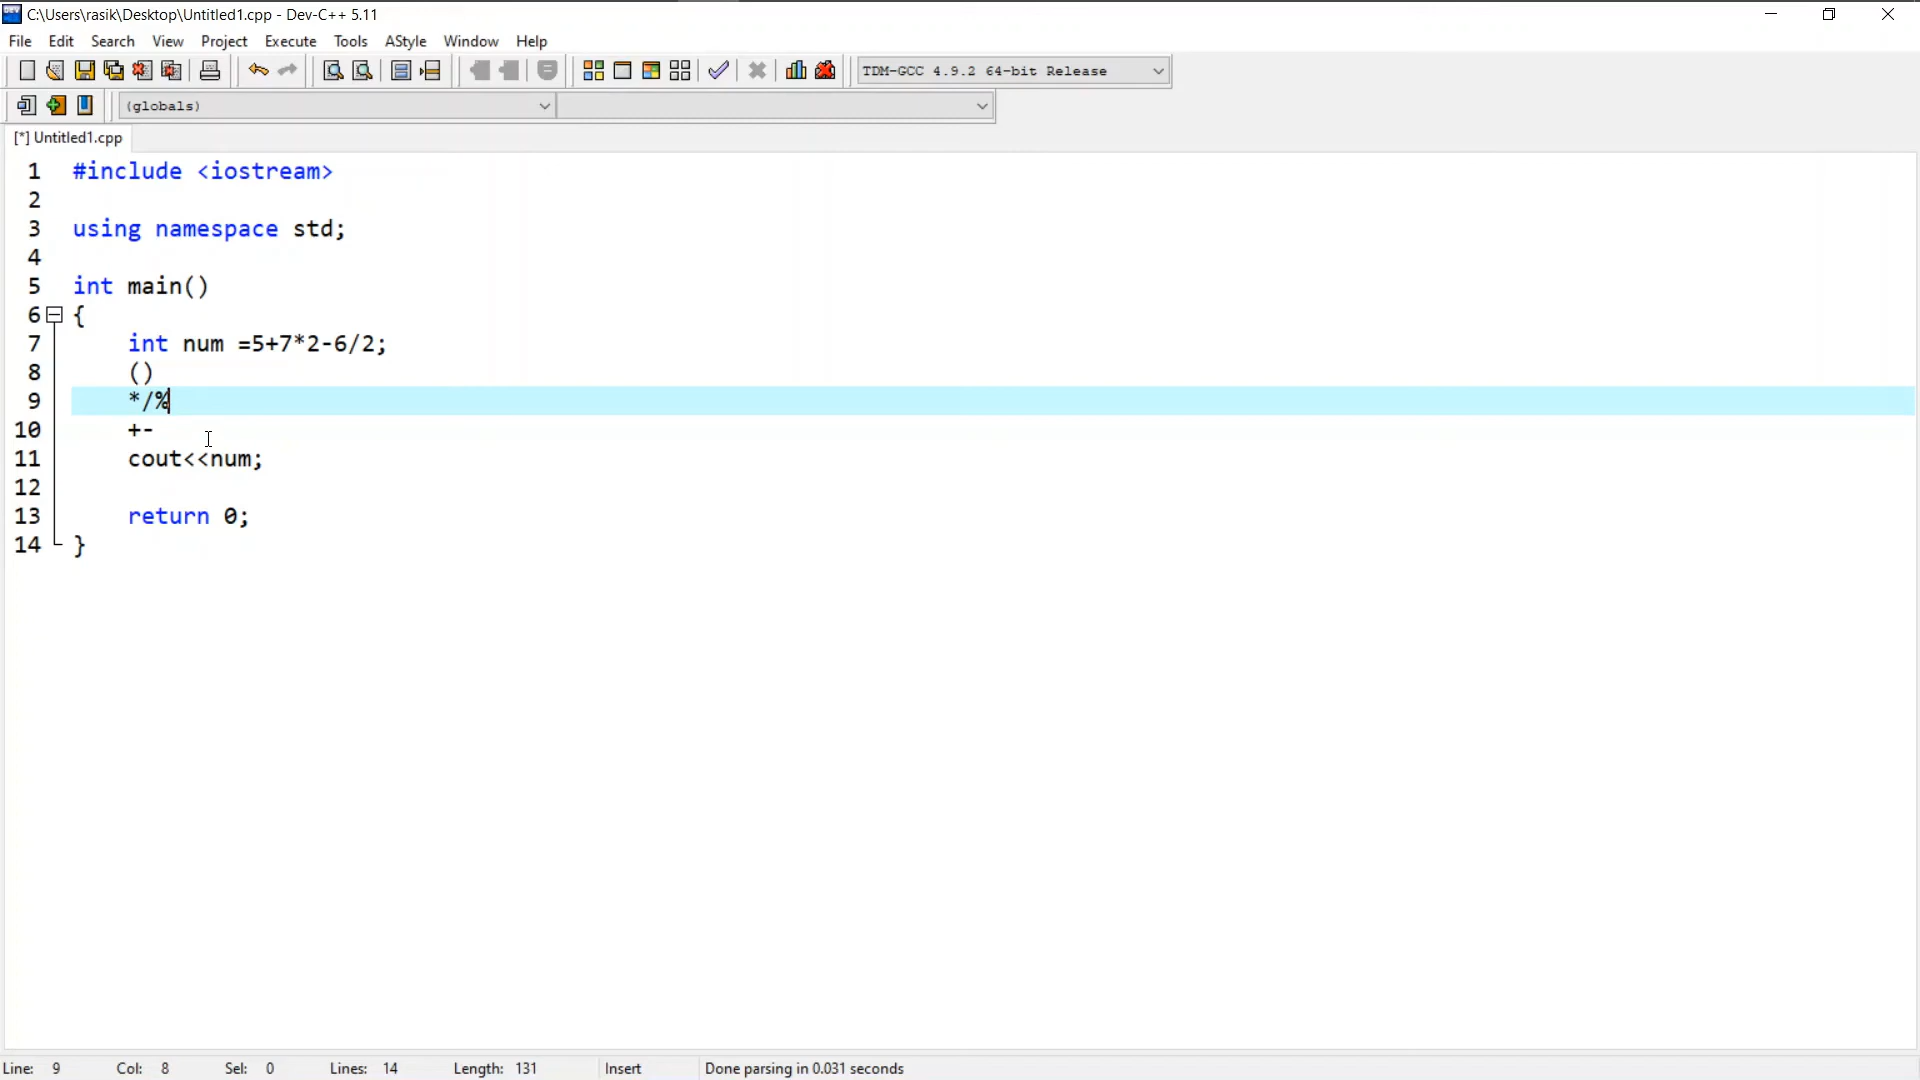 C:\Users\rasik\Desktop\Untitled1.cpp - Dev-C++ 5.11
File Edit Search View Project Execute Tools AStyle Window Help
TDM-GCC 4.9.2 64-bit Release
(globals)
[*] Untitled1.cpp
1 #include <iostream>
2
3 using namespace std;
4
5 int main()
6 {
7 int num =5+7*2-6/2;
8 ()
9 */%
10 +-
11 cout<<num;
12
13 return 0;
14 }
Line: 9 Col: 8 Sel: 0 Lines: 14 Length: 131 Insert Done parsing in 0.031 seconds